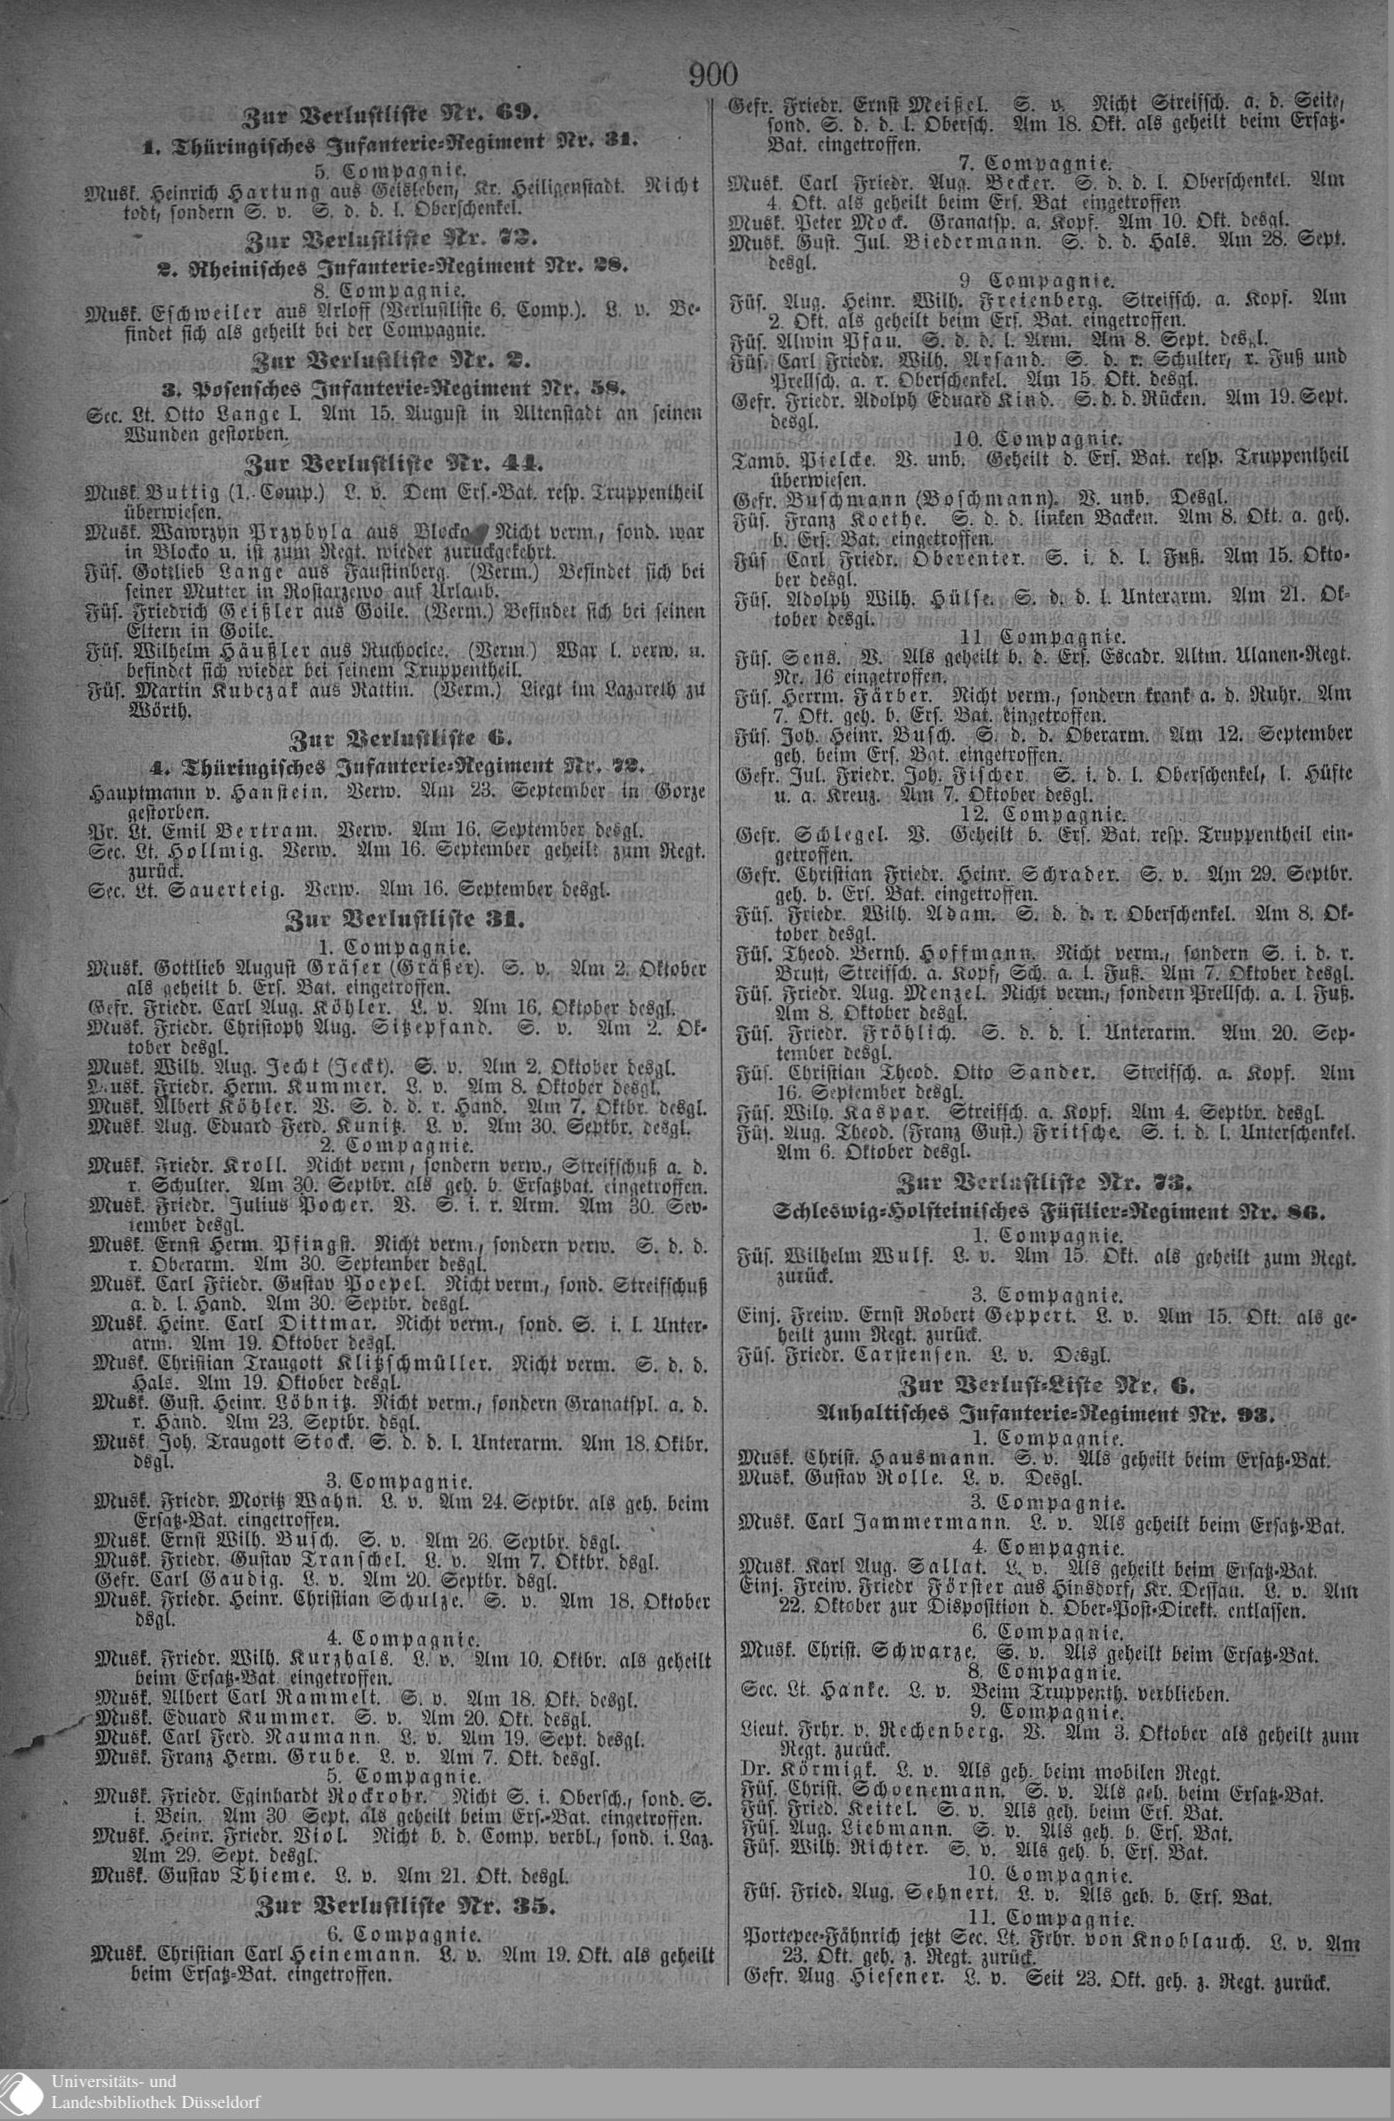 900
Zur Verlustliste Nr. 69.
1. Thüringisches Infanterie-Regiment Nr. 31.
5. Compagnie.
Musk. Heinrich Hartung aus Geisleben, Kr. Heiligenstadt. Nicht
todt, sondern S. v. S. d. d. l. Oberschenkel.
Zur Verlustliste Nr. 72.
2. Rheinisches Infanterie-Regiment Nr. 28.
8. Compagnie.
Musk. Eschweiler aus Arloff (Verlustliste 6. Comp.). L. v. Be-
findet sich als geheilt bei der Compagnie.
Zur Verlustliste Nr. 2.
3. Posensches Infanterie-Regiment Nr. 58.
Sec. Lt. Otto Lange I. Am 15. August in Altenstadt an seinen
Wunden gestorben.
Zur Verlustliste Nr. 44.
Musk. Buttig (1. Comp.) L. v. Dem Ers.-Bat. resp. Truppentheil
überwiesen.
Musk. Wawrzyn Przybyla aus Blocko Nicht verm., sond. war
in Blocko u. ist zum Regt. wieder zurückgekehrt.
Füs. Gottlieb Lange aus Faustinberg. (Verm.) Befindet sich bei
seiner Mutter in Rostarzewo auf Urlaub.
Füs. Friedrich Geißler aus Goile. (Verm.) Befindet sich bei seinen
Eltern in Goile.
Füs. Wilhelm Häußler aus Ruchocice. (Verm.) War l. verw. u.
befindet sich wieder bei seinem Truppentheil.
Füs. Martin Kubczak aus Rattin. (Verm.) Liegt im Lazareth zu
Wörth.
Zur Verlustliste 6.
4. Thüringisches Infanterie-Regiment Nr. 72.
Hauptmann v. Hanstein. Verw. Am 23. September in Gorze
gestorben.
Pr. Lt. Emil Bertram. Verw. Am 16. September desgl.
Sec. Lt. Hollmig. Verw. Am 16. September geheilt zum Regt.
zurück.
Sec. Lt. Sauerteig. Verw. Am 16. September desgl.
Zur Verlustliste 31.
1. Compagnie.
Musk. Gottlieb August Gräser (Gräßer). S. v. Am 2. Oktober
als geheilt b. Ers. Bat. eingetroffen.
Gefr. Friedr. Carl Aug. Köhler. L. v. Am 16. Oktober desgl.
Musk. Friedr. Christoph Aug. Sitzepfand. S. v. Am 2. Ok-
tober desgl.
Musk. Wilh. Aug. Jecht (Jeckt). S. v. Am 2. Oktober desgl.
Musk. Friedr. Herm. Kummer. L. v. Am 8. Oktober desgl.
Musk. Albert Köhler. V. S. d. d. r. Hand. Am 7. Oktbr. desgl.
Musk. Aug. Eduard Ferd. Kunitz. L. v. Am 30. Septbr. desgl.
2. Compagnie.
Musk. Friedr. Kroll. Nicht verm., sondern verw., Streifschuß a. d.
r. Schulter. Am 30. Septbr. als geh. b. Ersatzbat. eingetroffen.
Musk. Friedr. Julius Pocher. V. S. i. r. Arm. Am 30. Sep-
tember desgl.
Musk. Ernst Herm. Pfingst. Nicht verm., sondern verw. S. d. d.
r. Oberarm. Am 30. September desgl.
Musk. Carl Friedr. Gustav Poepel. Nicht verm., sond. Streifschuß
a. d. l. Hand. Am 30. Septbr. desgl.
Musk. Heinr. Carl Dittmar. Nicht verm., sond. S. i. l. Unter-
arm. Am 19. Oktober desgl.
Musk. Christian Traugott Klitzschmüller. Nicht verm. S. d. d.
Hals. Am 19. Oktober desgl.
Musk. Gust. Heinr. Löbnitz. Nicht verm., sondern Granatspl. a. d.
r. Hand. Am 23. Septbr. dsgl.
Musk. Joh. Traugott Stock. S. d. d. l. Unterarm. Am 18. Oktbr.
dsgl.
3. Compagnie.
Musk. Friedr. Moritz Wahn. L. v. Am 24. Septbr. als geh. beim
Ersatz-Bat. eingetroffen.
Musk. Ernst Wilh. Busch. S. v. Am 26. Septbr. dsgl.
Musk. Friedr. Gustav Transchel. L. v. Am 7. Oktbr. dsgl.
Gefr. Carl Gaudig. L. v. Am 20. Septbr. dsgl.
Musk. Friedr. Heinr. Christian Schulze. S. v. Am 18. Oktober
dsgl.
4. Compagnie.
Musk. Friedr. Wilh. Kurzhals. L. v. Am 10. Oktbr. als geheilt
beim Ersatz-Bat. eingetroffen.
Musk. Albert Carl Rammelt. S. v. Am 18. Okt. desgl.
Musk. Eduard Kummer. S. v. Am 20. Okt. desgl.
Musk. Carl Ferd. Naumann. L. v. Am 19. Sept. desgl.
Musk. Franz Herm. Grube. L. v. Am 7. Okt. desgl.
5. Compagnie.
Musk. Friedr. Eginhardt Rockrohr. Nicht S. i. Obersch., sond. S.
i. Bein. Am 30 Sept. als geheilt beim Ers.-Bat. eingetroffen.
Musk. Heinr. Friedr. Viol. Nicht b. d. Comp. verbl., sond. i. Laz.
Am 29. Sept. desgl.
Musk. Gustav Thieme. L. v. Am 21. Okt. desgl.
Zur Verlustliste Nr. 35.
6. Compagnie.
Musk. Christian Carl Heinemann. L. v. Am 19. Okt. als geheilt
beim Ersatz-Bat. eingetroffen.
Gefr. Friedr. Ernst Meißel. S. v. Nicht Streifsch. a. d. Seite,
sond. S. d. d. l. Obersch. Am 18. Okt. als geheilt beim Ersatz-
Bat. eingetroffen.
7. Compagnie.
Musk. Carl Friedr. Aug. Becker. S. d. d. l. Oberschenkel. Am
4. Okt. als geheilt beim Ers. Bat eingetroffen.
Musk. Peter Mock. Granatsp. a. Kopf. Am 10. Okt. desgl.
Musk. Gust. Jul. Biedermann. S. d. d. Hals. Am 28. Sept.
desgl.
9 Compagnie.
Füs. Aug. Heinr. Wilh. Freienberg. Streifsch. a. Kopf. Am
2. Okt. als geheilt beim Ers. Bat. eingetroffen.
Füs. Alwin Pfau. S. d. d. l. Arm. Am 8. Sept. desgl.
Füs. Carl Friedr. Wilh. Arsand. S. d. r. Schulter, r. Fuß und
Prellsch. a. r. Oberschenkel. Am 15. Okt. desgl.
Gefr. Friedr. Adolph Eduard Kind. S. d. d. Rücken. Am 19. Sept.
desgl.
10. Compagnie.
Tamb. Pielcke. V. unb. Geheilt d. Ers. Bat. resp. Truppentheil
überwiesen.
Gefr. Buschmann (Boschmann). V. unb. Desgl.
Füs. Franz Koethe. S. d. d. linken Backen. Am 8. Okt. a. geh.
b. Ers. Bat. eingetroffen.
Füs Carl Friedr. Oberenter. S. i. d. l. Fuß. Am 15. Okto-
ber desgl.
Füs. Adolph Wilh. Hülse. S. d. d. l. Unterarm. Am 21. Ok-
tober desgl.
11 Compagnie.
Füs. Sens. V. Als geheilt b. d. Ers. Escadr. Altm. Ulanen-Regt.
Nr. 16 eingetroffen.
Füs. Herrm. Färber. Nicht verm., sondern krank a. d. Ruhr. Am
7. Okt. geh. b. Ers. Bat. eingetroffen.
Füs. Joh. Heinr. Busch. S. d. d. Oberarm. Am 12. September
geh. beim Ers. Bat. eingetroffen.
Gefr. Jul. Friedr. Joh. Fischer. S. i. d. l. Oberschenkel, l. Hüfte
u. a. Kreuz. Am 7. Oktober desgl.
12. Compagnie.
Gefr. Schlegel. V. Geheilt b. Ers. Bat. resp. Truppentheil ein-
getroffen.
Gefr. Christian Friedr. Heinr. Schrader. S. v. Am 29. Septbr.
geh. b. Ers. Bat. eingetroffen.
Füs. Friedr. Wilh. Adam. S. d. d. r. Oberschenkel. Am 8. Ok-
tober desgl.
Füs. Theod. Bernh. Hoffmann. Nicht verm., sondern S. i. d. r.
Brust, Streifsch. a. Kopf, Sch. a. l. Fuß. Am 7. Oktober desgl.
Füs. Friedr. Aug. Menzel. Nicht verm., sondern Prellsch. a. l. Fuß.
Am 8. Oktober desgl.
Füs. Friedr. Fröhlich. S. d. d. l. Unterarm. Am 20. Sep-
tember desgl.
Füs. Christian Theod. Otto Sander. Streifsch. a. Kopf. Am
16. September desgl.
Füs. Wilh. Kaspar. Streifsch. a. Kopf. Am 4. Septbr. desgl.
Füs. Aug. Theod. (Franz Gust.) Fritsche. S. i. d. l. Unterschenkel.
Am 6. Oktober desgl.
Zur Verlustliste Nr. 73.
Schleswig-Holsteinisches Füsilier-Regiment Nr. 86.
1. Compagnie.
Füs. Wilhelm Wulf. L. v. Am 15. Okt. als geheilt zum Regt.
zurück.
3. Compagnie.
Einj. Freiw. Ernst Robert Geppert. L. v. Am 15. Okt. als ge-
heilt zum Regt. zurück.
Füs. Friedr. Carstensen. L. v. Desgl.
Zur Verlust-Liste Nr. 6.
Anhaltisches Infanterie-Regiment Nr. 93.
1. Compagnie.
Musk. Christ. Hausmann. S. v. Als geheilt beim Ersatz-Bat.
Musk. Gustav Rolle. L. v. Desgl.
3. Compagnie.
Musk. Carl Jammermann. L. v. Als geheilt beim Ersatz-Bat.
4. Compagnie.
Musk. Karl Aug. Sallat. L. v. Als geheilt beim Ersatz-Bat.
Einj. Freiw. Friedr Förster aus Hinsdorf, Kr. Dessau. L. v. Am
22. Oktober zur Disposition d. Ober-Post-Direkt. entlassen.
6. Compagnie.
Musk. Christ. Schwarze. S. v. Als geheilt beim Ersatz-Bat.
8. Compagnie.
Sec. Lt. Hanke. L. v. Beim Truppenth. verblieben.
9. Compagnie.
Lieut. Frhr. v. Rechenberg. V. Am 3. Oktober als geheilt zum
Regt. zurück.
Dr. Körmigk. L. v. Als geh. beim mobilen Regt.
Füs. Christ. Schoenemann. S. v. Als geh. beim Ersatz-Bat.
Füs. Fried. Keitel. S. v. Als geh. beim Ers. Bat.
Füs. Aug. Liebmann. S. v. Als geh. b. Ers. Bat.
Füs. Wilh. Richter. S. v. Als geh. b. Ers. Bat.
10. Compagnie.
Füs. Fried. Aug. Sehnert. L. v. Als geh. b. Ers. Bat.
11. Compagnie.
Portepee-Fähnrich jetzt Sec. Lt. Frhr. von Knoblauch. L. v. Am
23. Okt. geh. z. Regt. zurück.
Gefr. Aug Hiesener. L. v. Seit 23. Okt. geh. z. Regt. zurück.
Universitäts- und
Landesbibliothek Düsseldorf